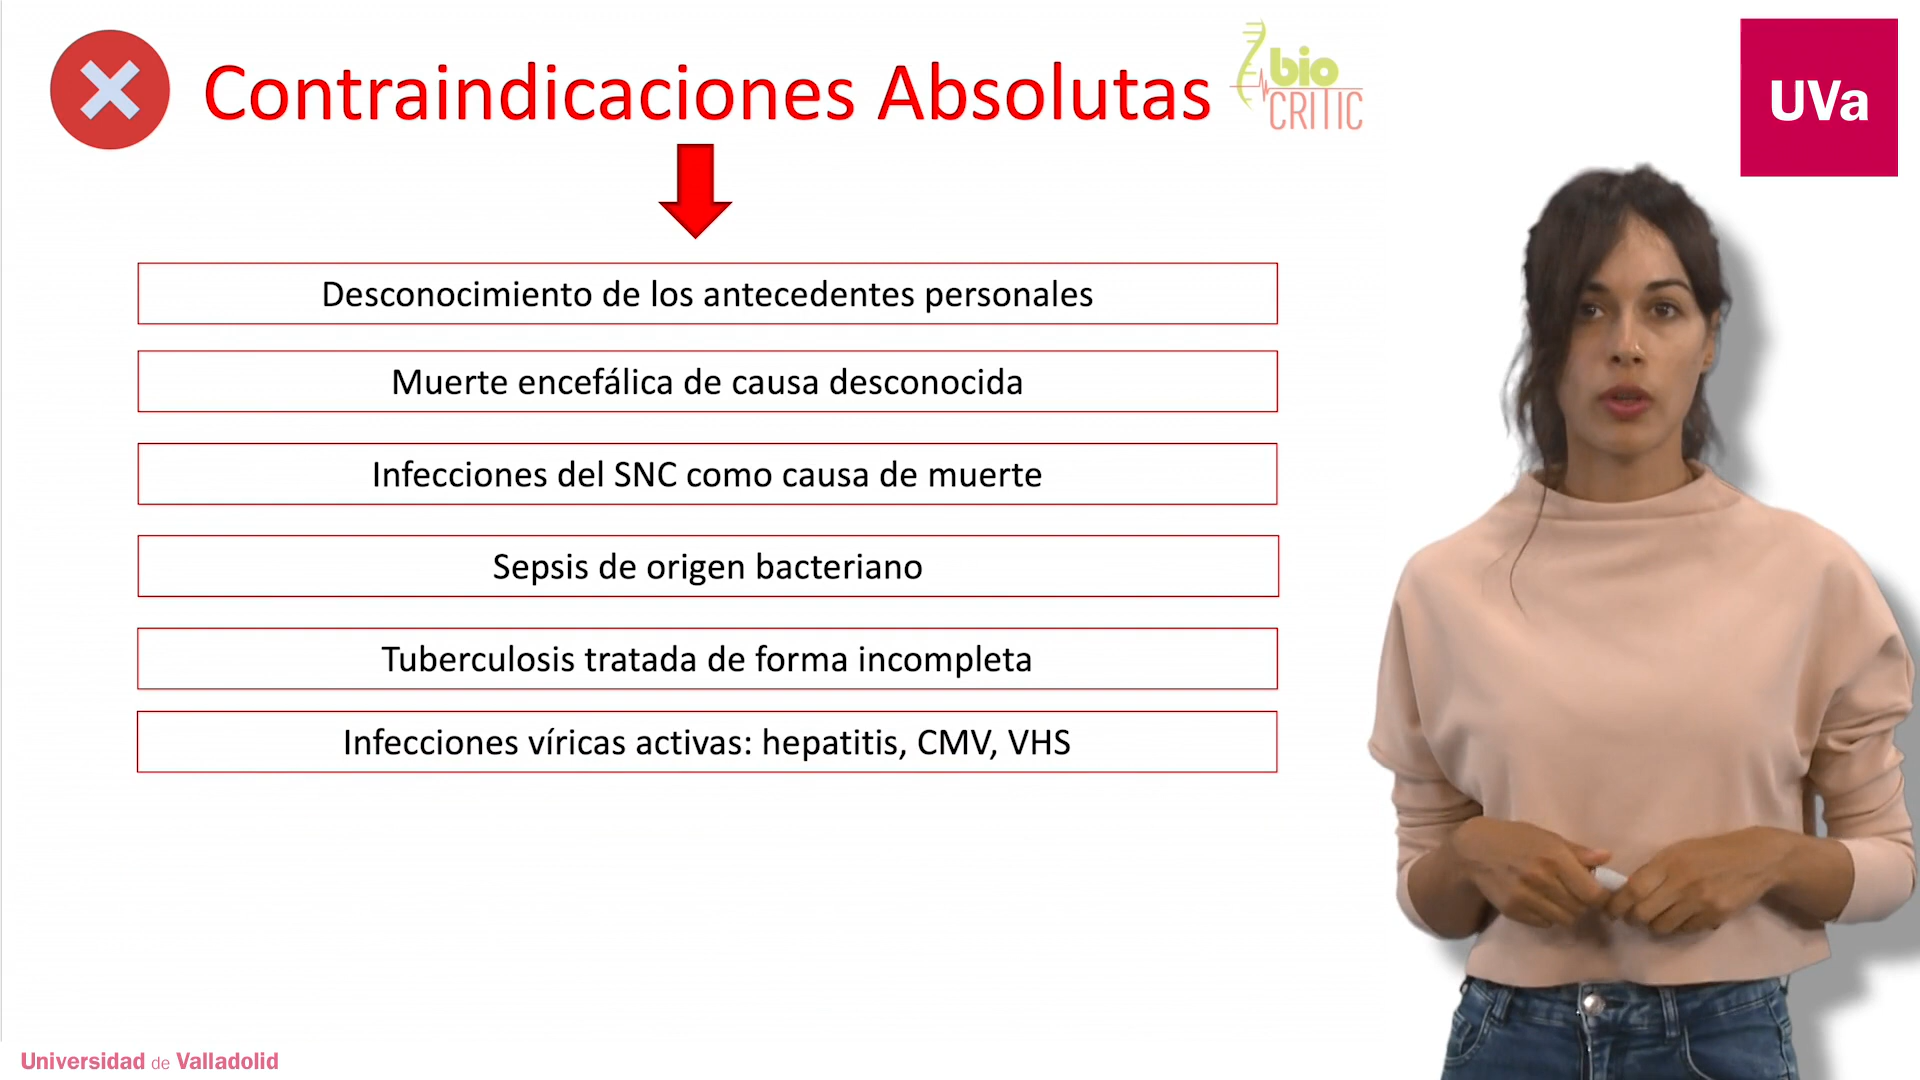 Contraindicaciones Absolutas
bio
CRITIC
UVa
Desconocimiento de los antecedentes personales
Muerte encefálica de causa desconocida
Infecciones del SNC como causa de muerte
Sepsis de origen bacteriano
Tuberculosis tratada de forma incompleta
Infecciones víricas activas: hepatitis, CMV, VHS
Universidad de Valladolid